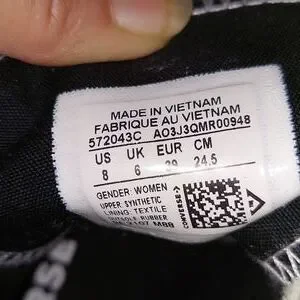 MADE IN VIETNAM
FABRIQUE AU VIETNAM
572043C AO3J3QMR00948
US UK EUR CM
8 6 39 24.5
GENDER: WOMEN
UPPER: SYNTHETIC
LINING: TEXTILE
CONVERSE